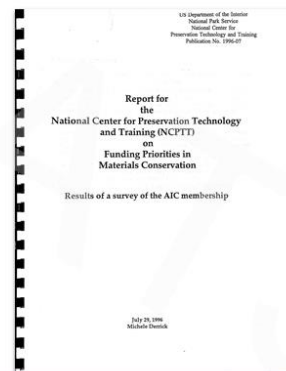 US Department of the Interior
National Park Service
National Center for
Preservation Technology and Training
Publication No. 1996-07
Report for
the
National Center for Preservation Technology
and Training (NCPTT)
on
Funding Priorities in
Materials Conservation
Results of a survey of the AIC membership
July 29, 1996
Michele Derrick